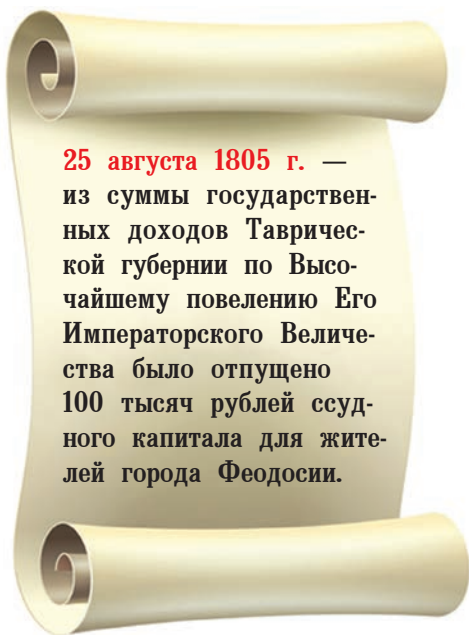 25 августа 1805 г. —
из суммы государствен-
ных доходов Тавричес-
кой губернии по Высо-
чайшему повелению Его
Императорского Величе-
ства было отпущено
100 тысяч рублей ссуд-
ного капитала для жите-
лей города Феодосии.